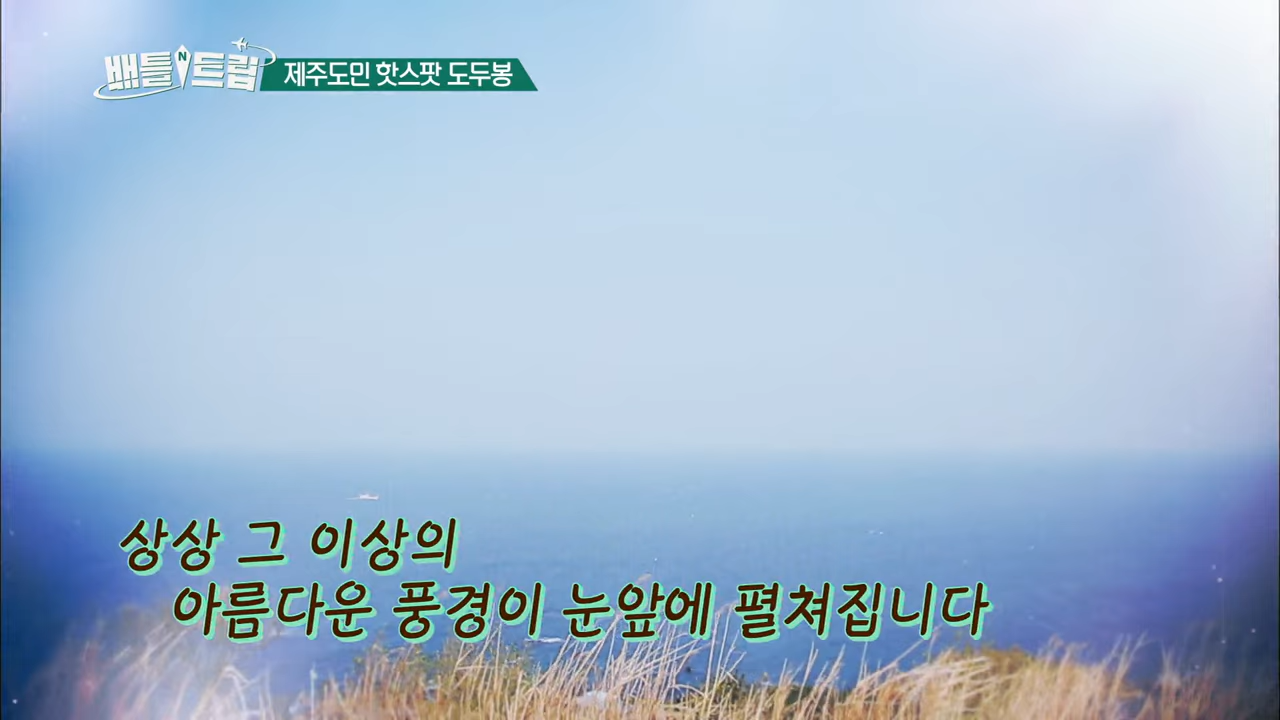 배틀트립
제주도민 핫스팟 도두봉
상상 그 이상의
아름다운 풍경이 눈앞에 펼쳐집니다